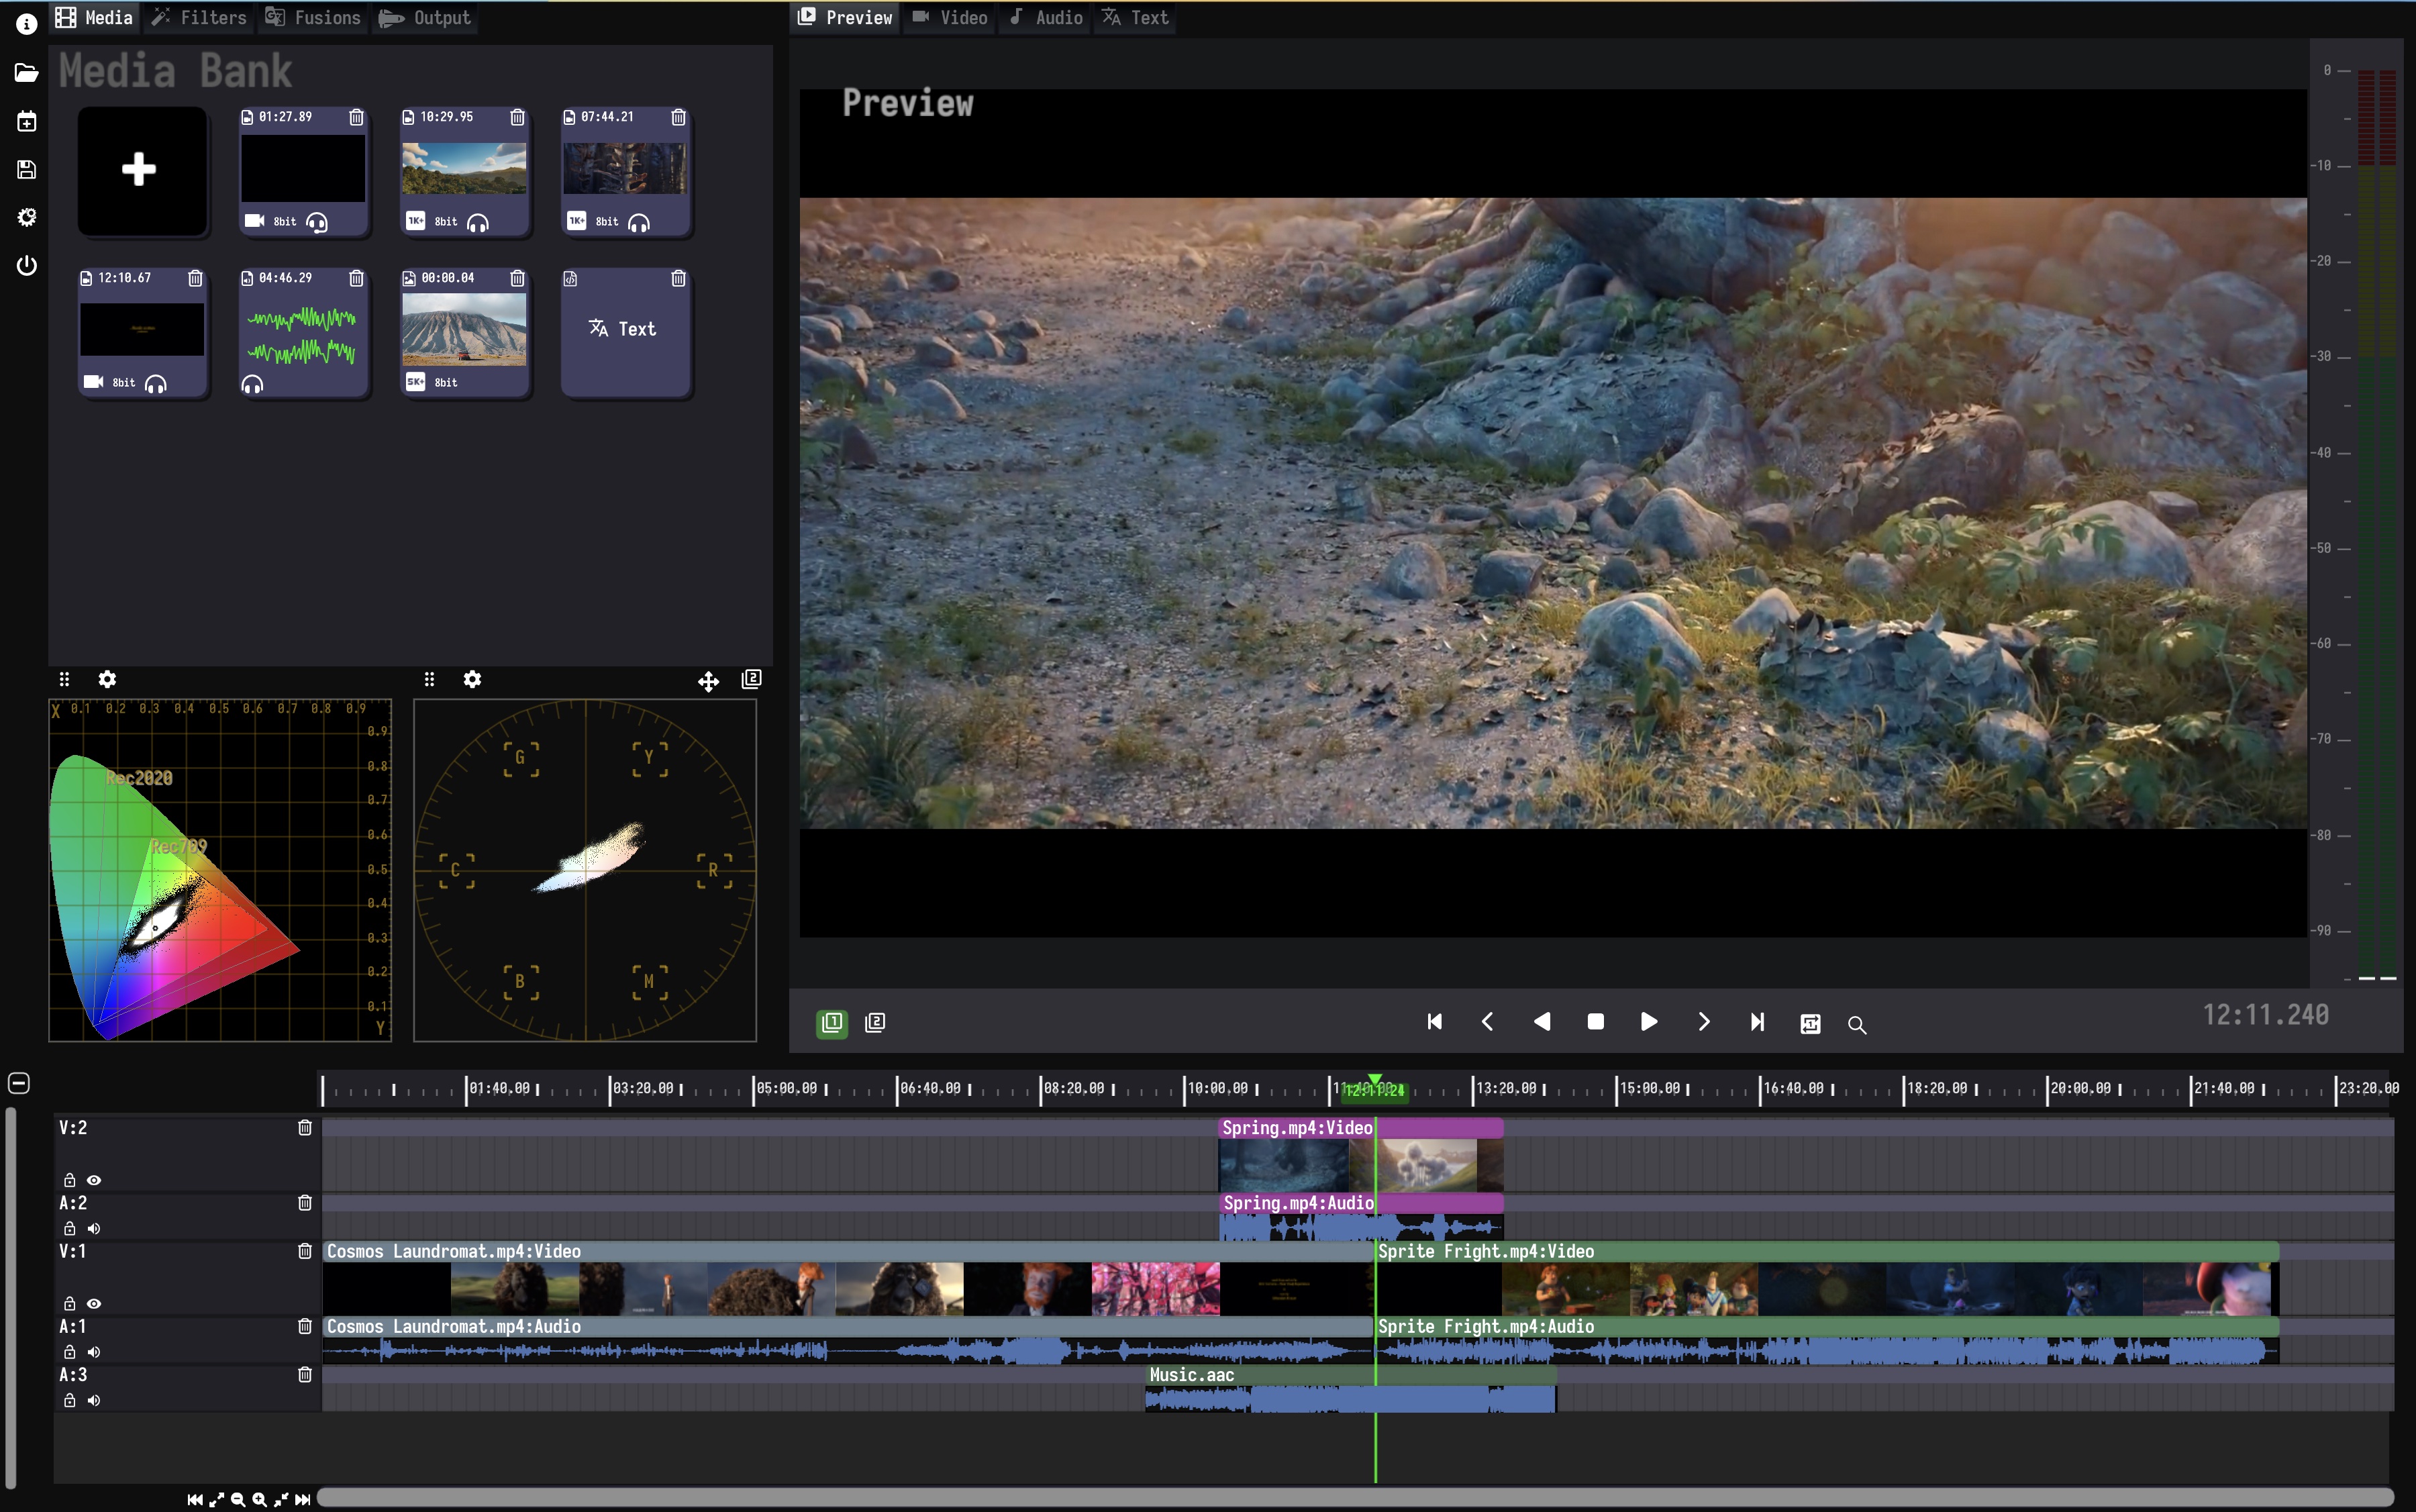 Media Filters Fusions Output
Preview Video Audio Text
Media Bank
01:27.89
8bit
10:29.95
1K+ 8bit
07:44.21
1K+ 8bit
12:10.67
8bit
04:46.29
00:00.04
5K+ 8bit
Text
Preview
0
-10
-20
-30
-40
-50
-60
-70
-80
-90
X 0.1 0.2 0.3 0.4 0.5 0.6 0.7 0.8 0.9
0.9
0.8
0.7
0.6
0.5
0.4
0.3
0.2
0.1
Y
Rec2020
Rec709
G Y
C R
B M
2
1 2
12:11.240
01:40.00 03:20.00 05:00.00 06:40.00 08:20.00 10:00.00 12:11.24 13:20.00 15:00.00 16:40.00 18:20.00 20:00.00 21:40.00 23:20.00
V:2
Spring.mp4:Video
A:2
Spring.mp4:Audio
V:1
Cosmos Laundromat.mp4:Video Sprite Fright.mp4:Video
A:1
Cosmos Laundromat.mp4:Audio Sprite Fright.mp4:Audio
A:3
Music.aac